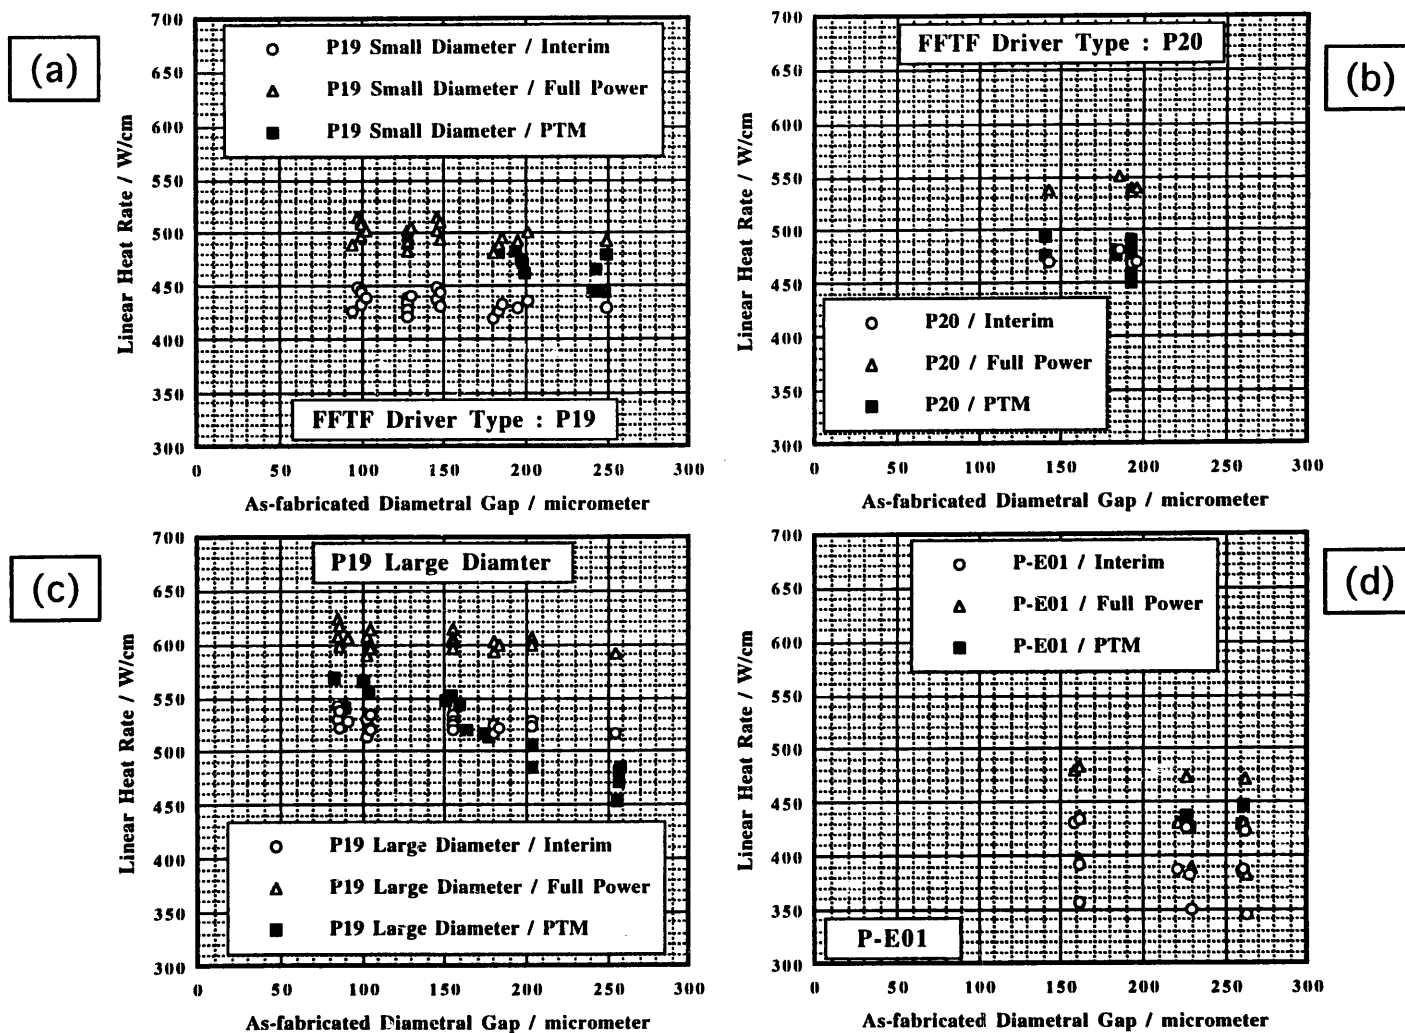 (a)
700
650
600
550
500
450
400
350
300
Linear Heat Rate / W/cm
P19 Small Diameter / Interim
P19 Small Diameter / Full Power
P19 Small Diameter / PTM
FFTF Driver Type : P19
0 50 100 150 200 250 300
As-fabricated Diametral Gap / micrometer
(b)
700
650
600
550
500
450
400
350
300
Linear Heat Rate / W/cm
FFTF Driver Type : P20
P20 / Interim
P20 / Full Power
P20 / PTM
0 50 100 150 200 250 300
As-fabricated Diametral Gap / micrometer
(c)
700
650
600
550
500
450
400
350
300
Linear Heat Rate / W/cm
P19 Large Diamter
P19 Large Diameter / Interim
P19 Large Diameter / Full Power
P19 Large Diameter / PTM
0 50 100 150 200 250 300
As-fabricated Diametral Gap / micrometer
(d)
700
650
600
550
500
450
400
350
300
Linear Heat Rate / W/cm
P-E01 / Interim
P-E01 / Full Power
P-E01 / PTM
P-E01
0 50 100 150 200 250 300
As-fabricated Diametral Gap / micrometer